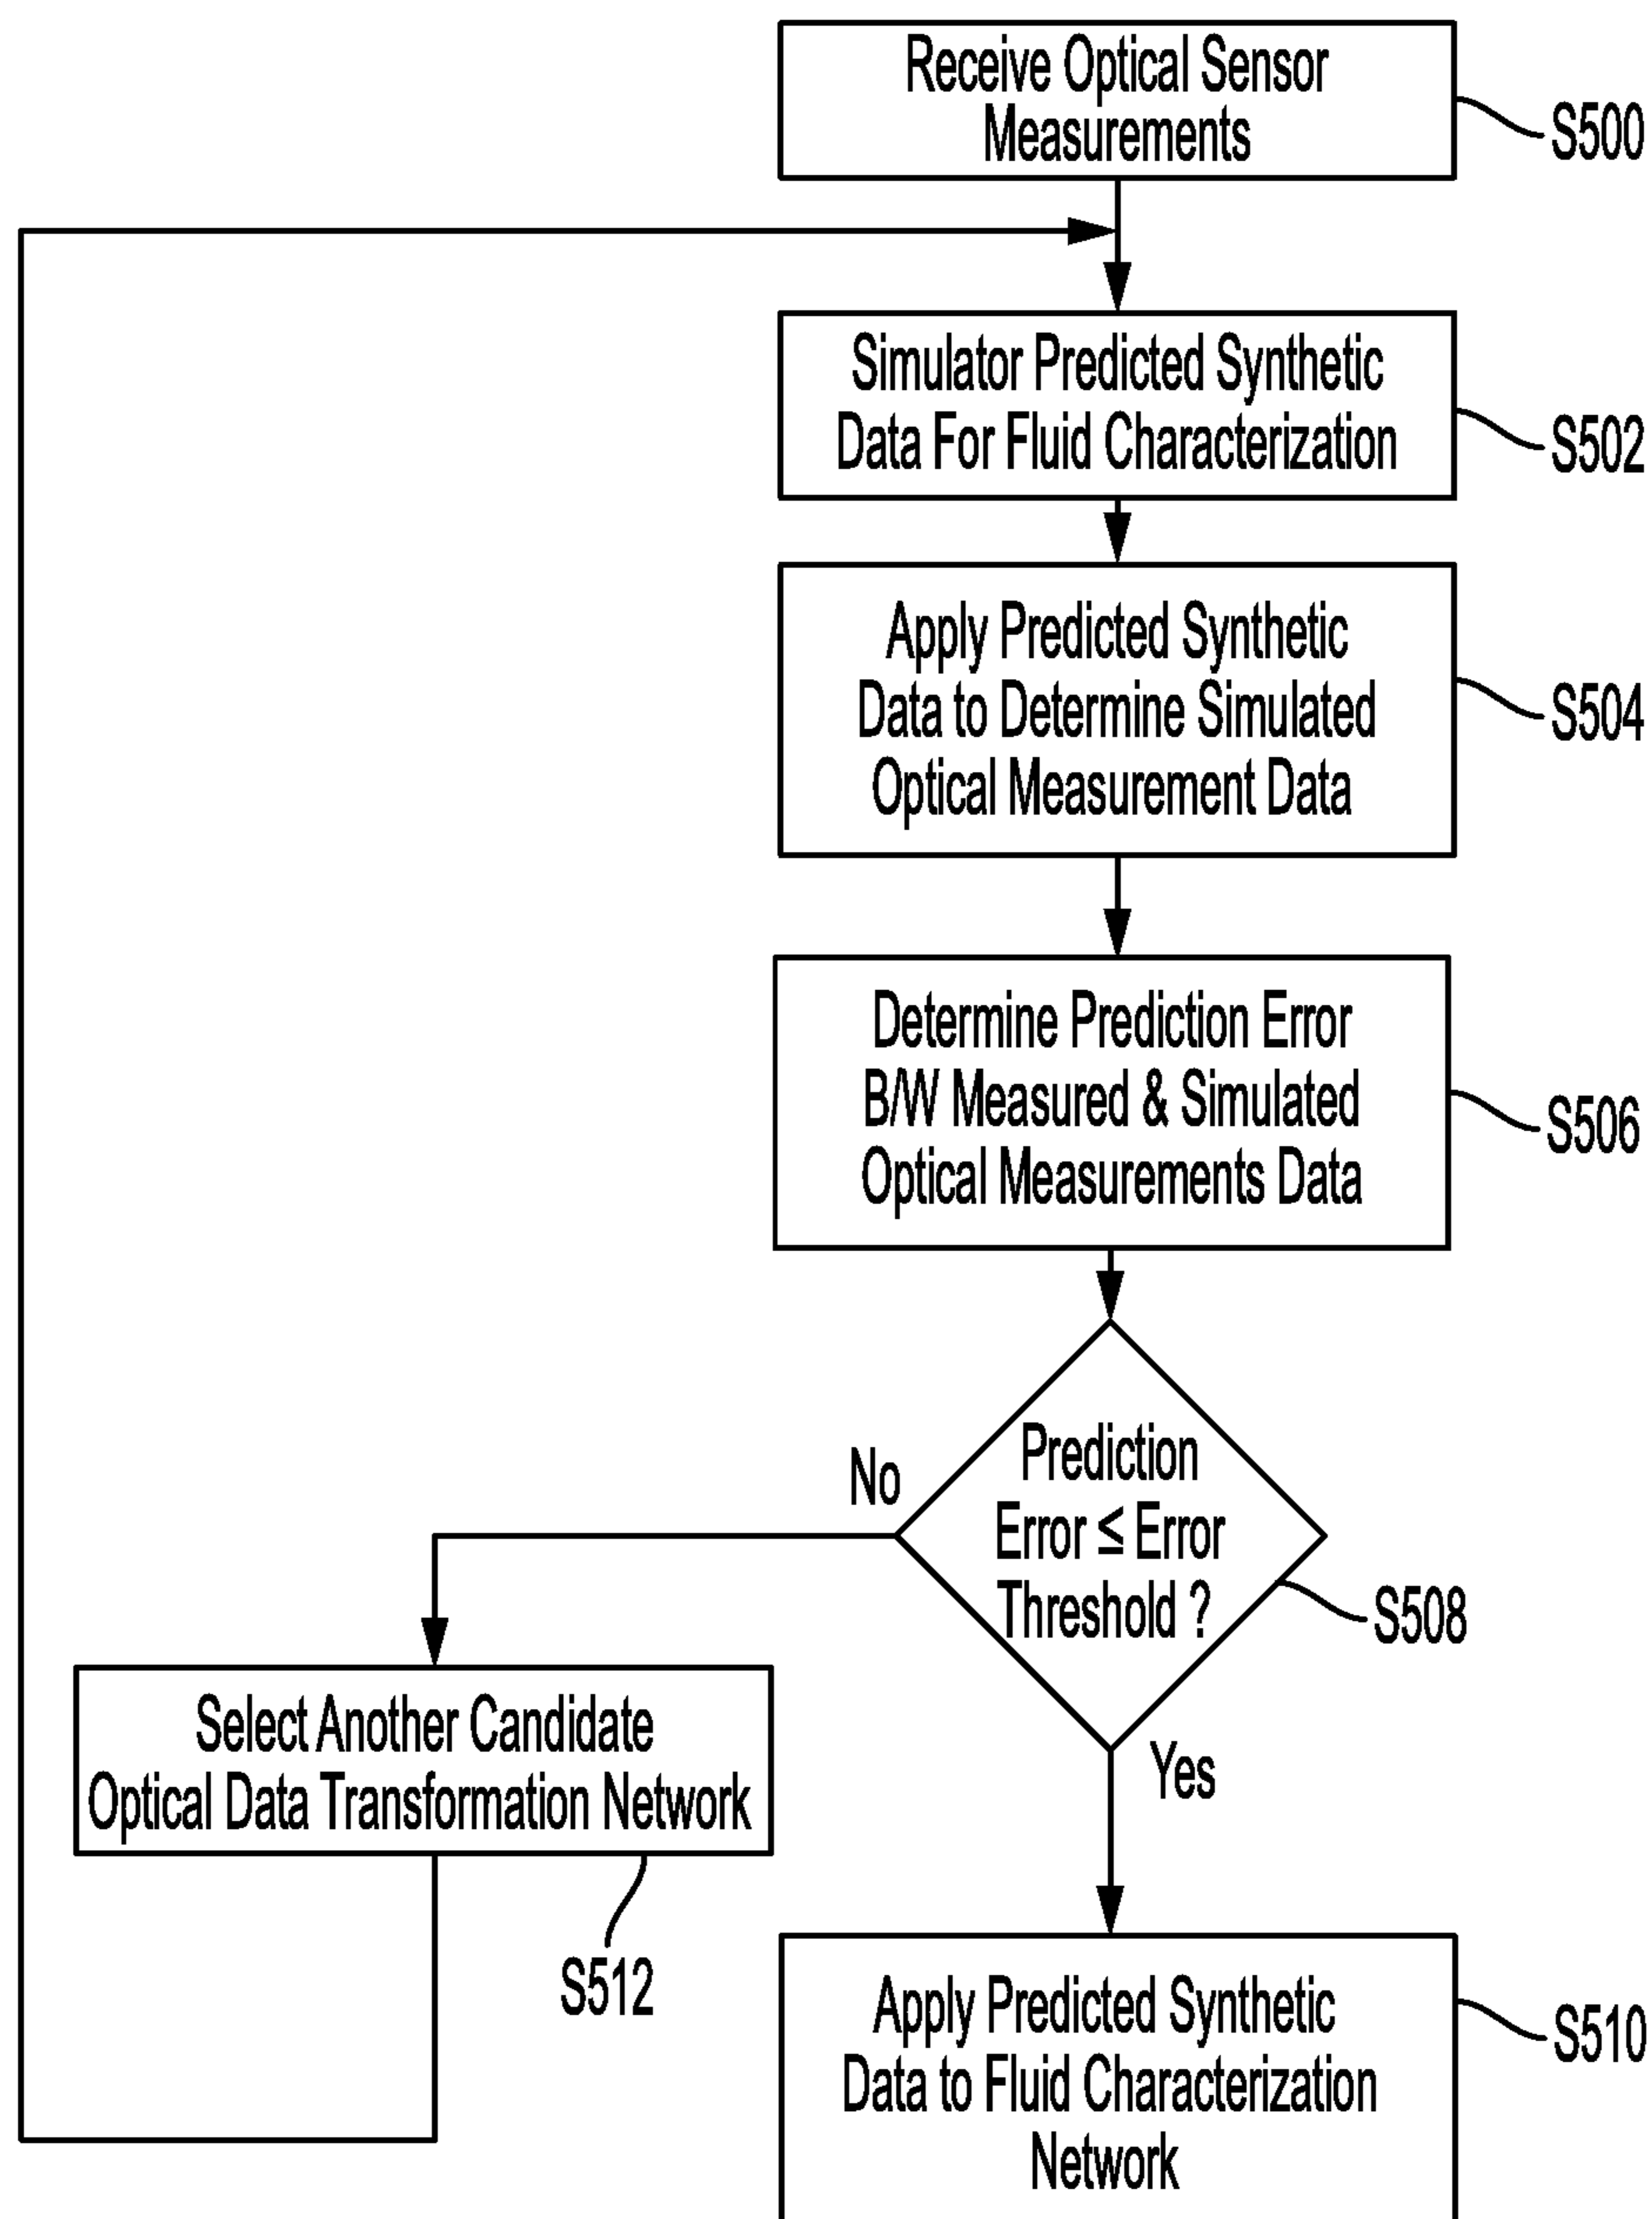 Receive Optical Sensor
Measurements
S500
Simulator Predicted Synthetic
Data For Fluid Characterization
S502
Apply Predicted Synthetic
Data to Determine Simulated
Optical Measurement Data
S504
Determine Prediction Error
B/W Measured & Simulated
Optical Measurements Data
S506
Prediction
Error ≤ Error
Threshold ?
S508
No
Yes
Select Another Candidate
Optical Data Transformation Network
S512
Apply Predicted Synthetic
Data to Fluid Characterization
Network
S510